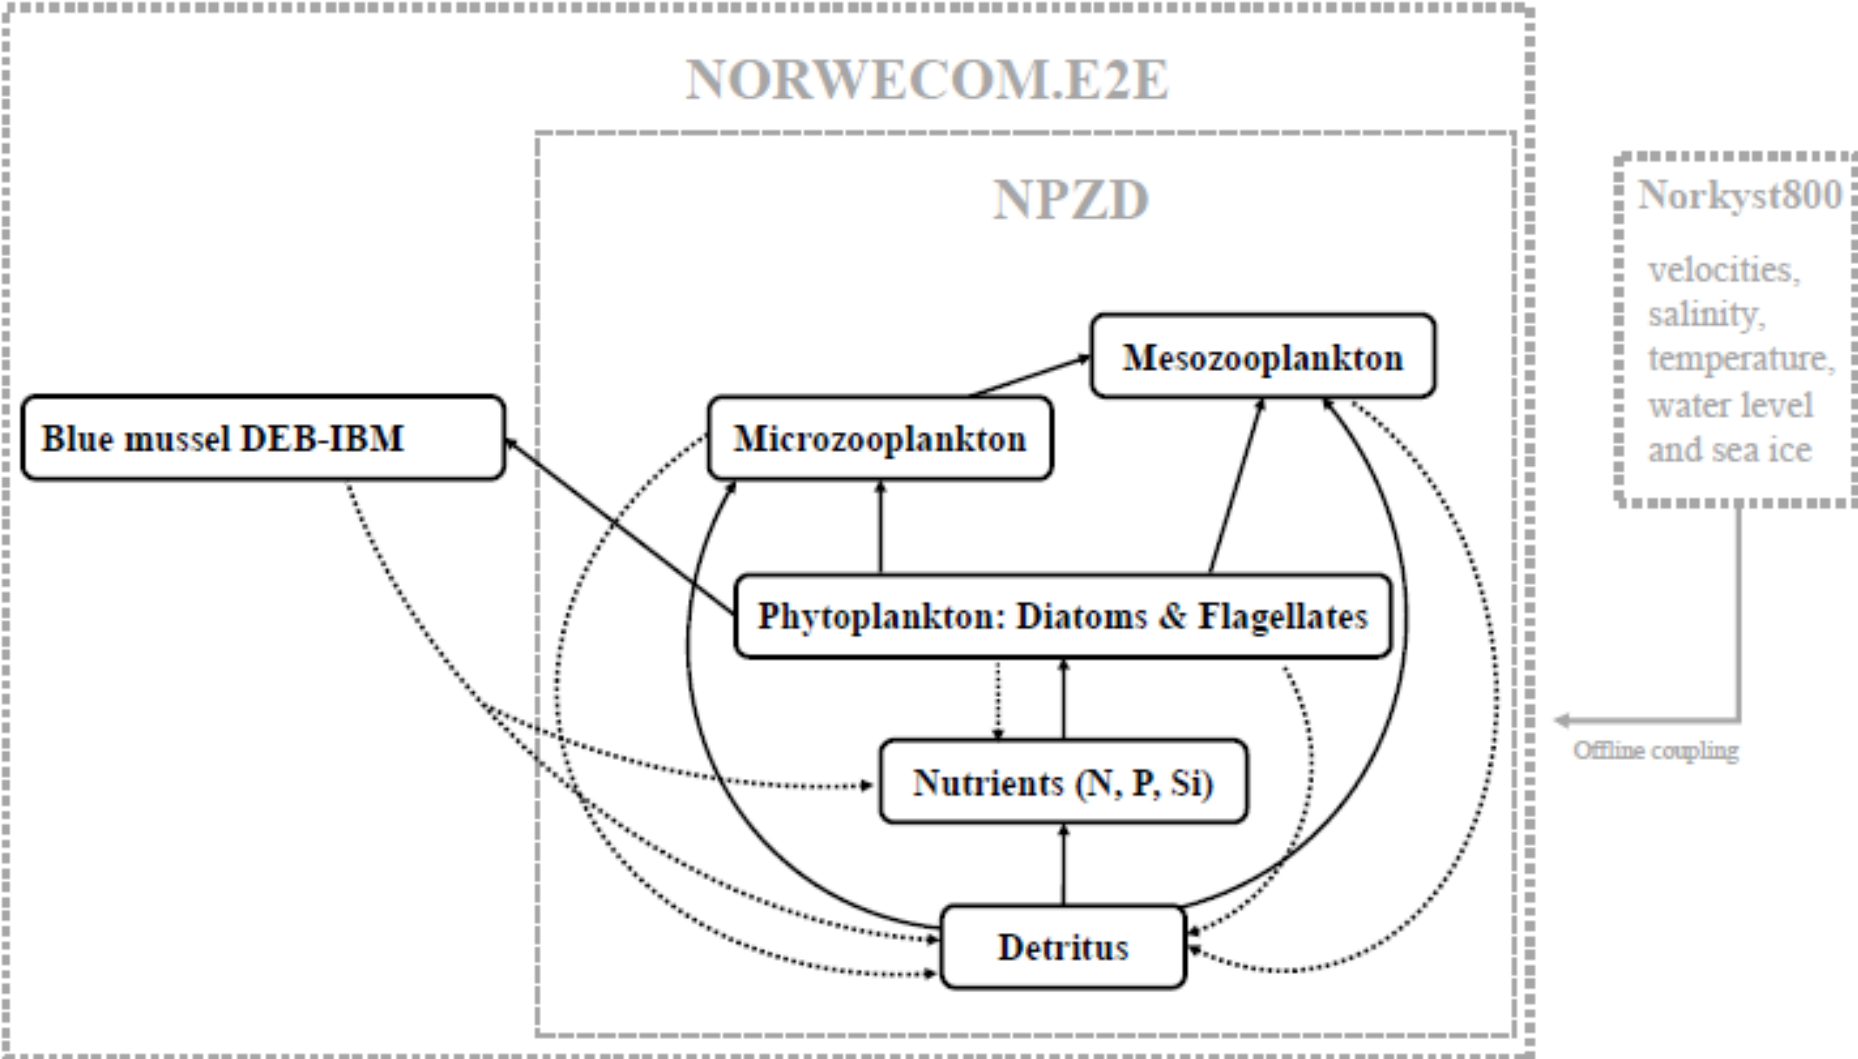 NORWECOM.E2E
NPZD
Norkyst800
velocities,
salinity,
temperature,
water level
and sea ice
Mesozooplankton
Blue mussel DEB-IBM
Microzooplankton
Phytoplankton: Diatoms & Flagellates
Nutrients (N, P, Si)
Offline coupling
Detritus